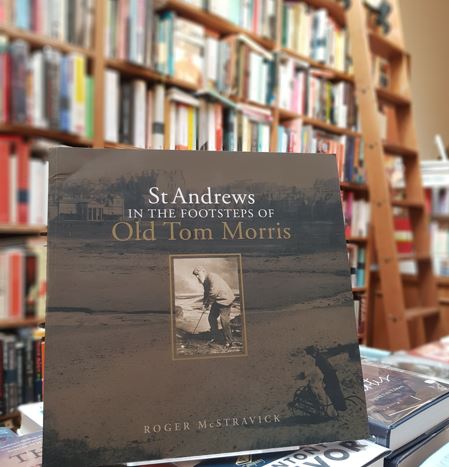 St Andrews
IN THE FOOTSTEPS OF
Old Tom Morris
ROGER McSTRAVICK